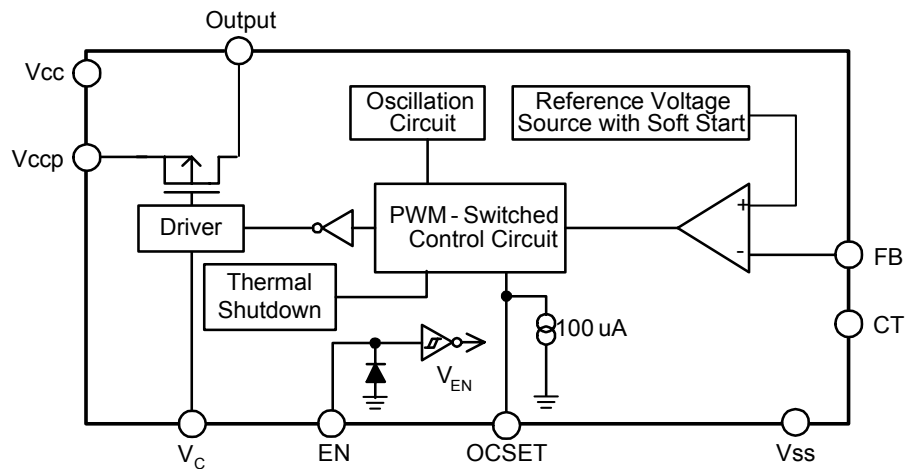 Output
Vcc
Oscillation
Circuit
Reference Voltage
Source with Soft Start
Vccp
PWM - Switched
Control Circuit
+
-
Driver
FB
Thermal
Shutdown
100 uA
CT
VEN
VC
EN
OCSET
Vss